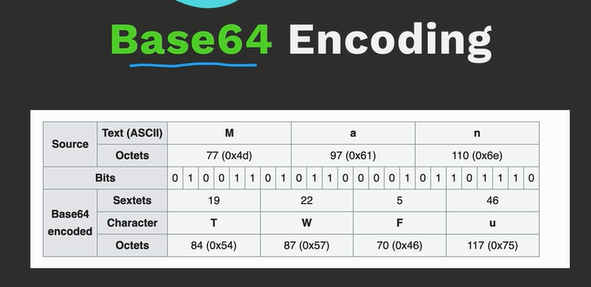 Base64 Encoding
Source Text (ASCII) M a n
Octets 77 (0x4d) 97 (0x61) 110 (0x6e)
Bits 0 1 0 0 1 1 0 1 0 1 1 0 0 0 0 1 0 1 1 0 1 1 1 0
Base64 encoded Sextets 19 22 5 46
Character T W F u
Octets 84 (0x54) 87 (0x57) 70 (0x46) 117 (0x75)